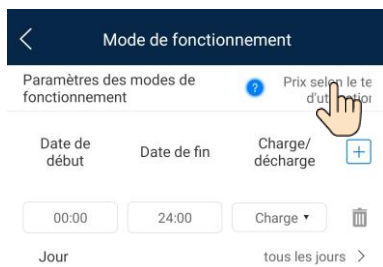 Mode de fonctionnement
Paramètres des modes de
fonctionnement
? Prix selon le
Date de
début
Date de fin
Charge/
décharge
00:00
24:00
Charge
Jour
tous les jours